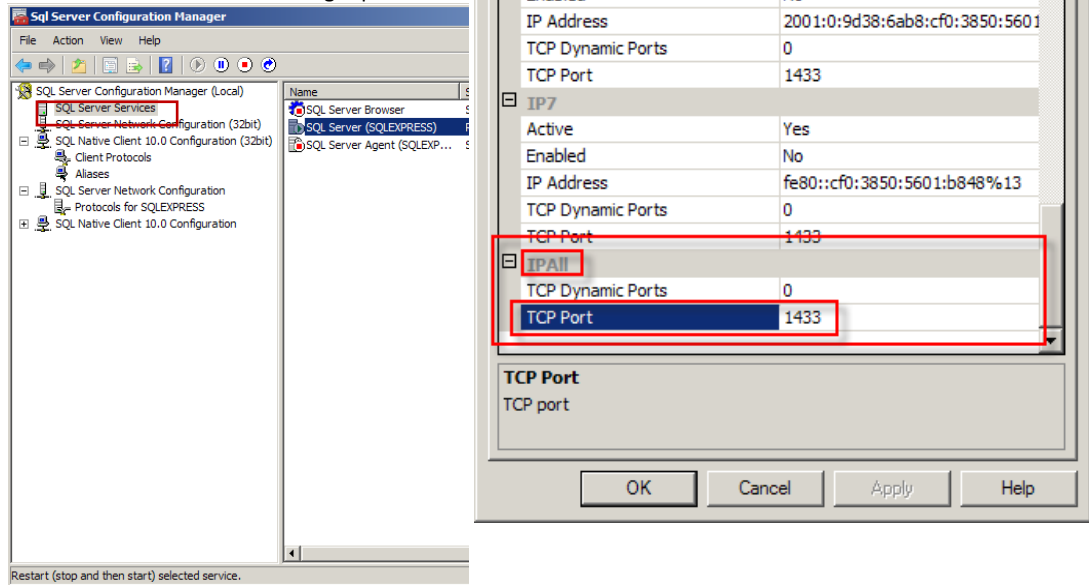 Sql Server Configuration Manager
File Action View Help
SQL Server Configuration Manager (Local)
SQL Server Services
SQL Server Network Configuration (32bit)
SQL Native Client 10.0 Configuration (32bit)
Client Protocols
Aliases
SQL Server Network Configuration
Protocols for SQLEXPRESS
SQL Native Client 10.0 Configuration
Name
SQL Server Browser
SQL Server (SQLEXPRESS)
SQL Server Agent (SQLEXP...
Restart (stop and then start) selected service.
IP Address 2001:0:9d38:6ab8:cf0:3850:5601
TCP Dynamic Ports 0
TCP Port 1433
IP7
Active Yes
Enabled No
IP Address fe80::cf0:3850:5601:b848%13
TCP Dynamic Ports 0
TCP Port 1433
IPAll
TCP Dynamic Ports 0
TCP Port 1433
TCP Port
TCP port
OK Cancel Apply Help